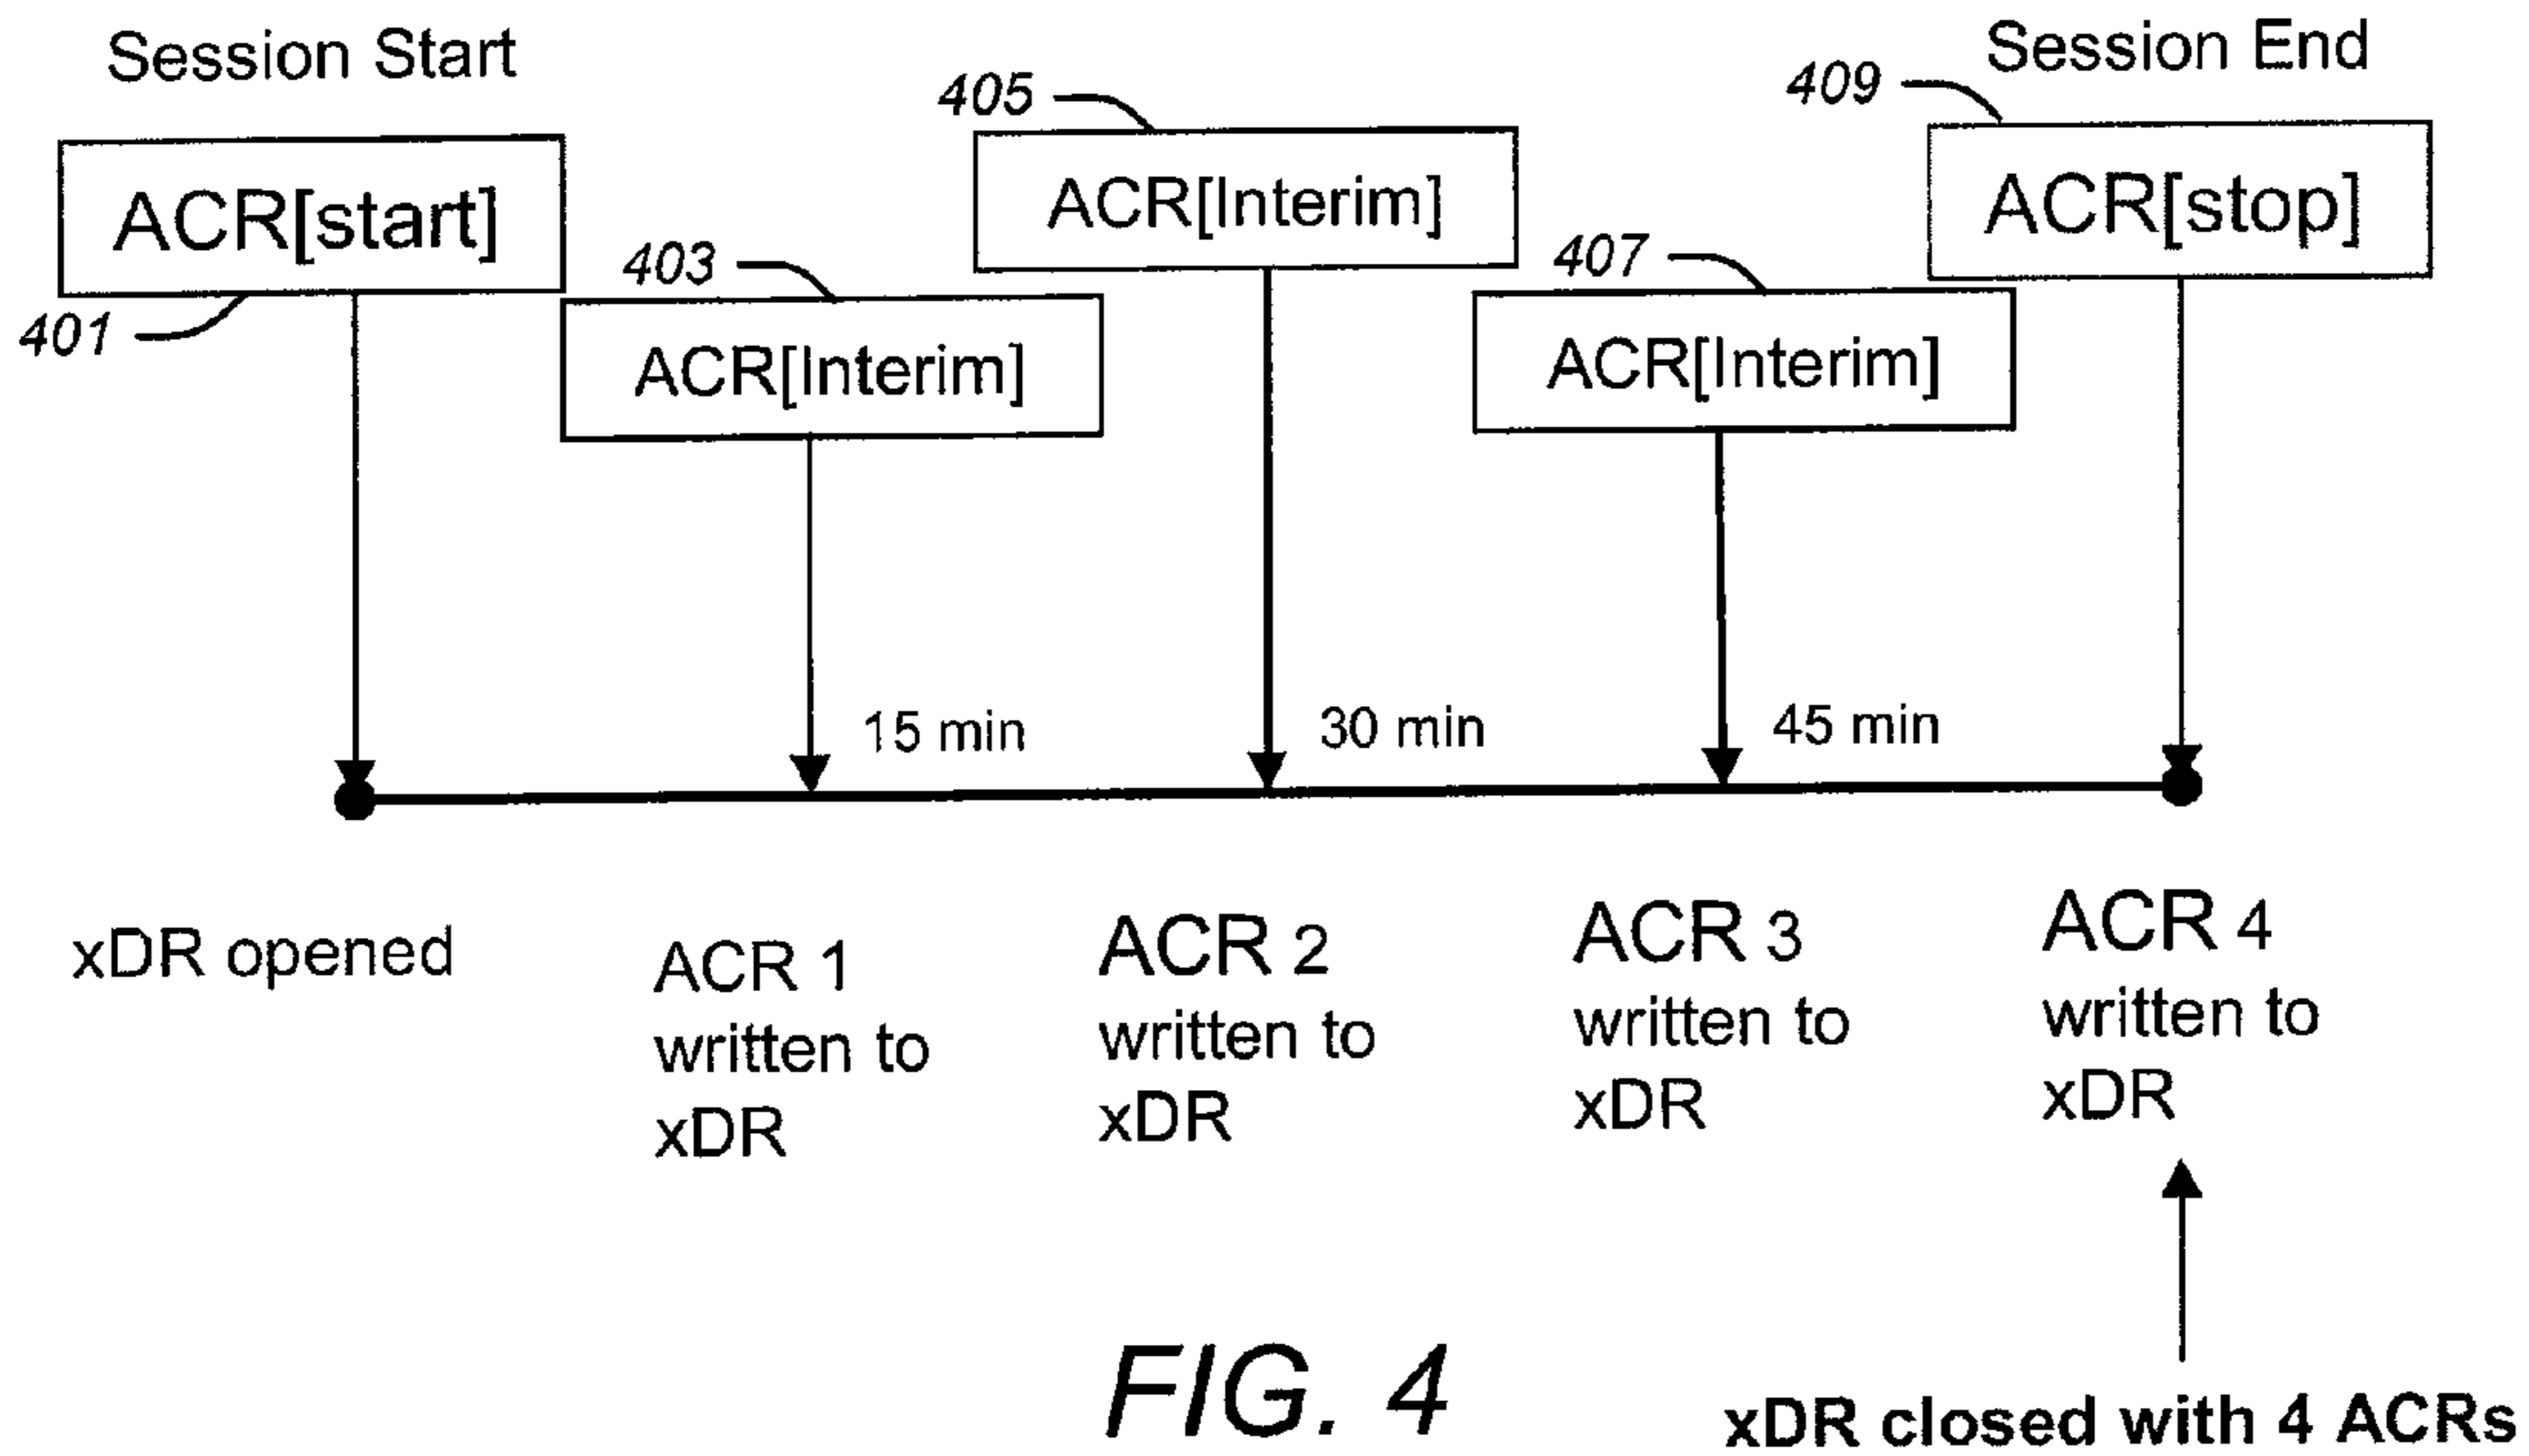 Session Start
Session End
405
409
ACR[start]
ACR[Interim]
ACR[stop]
403
407
401
ACR[Interim]
ACR[Interim]
15 min
30 min
45 min
xDR opened
ACR 1
written to
xDR
ACR 2
written to
xDR
ACR 3
written to
xDR
ACR 4
written to
xDR
FIG. 4
xDR closed with 4 ACRs